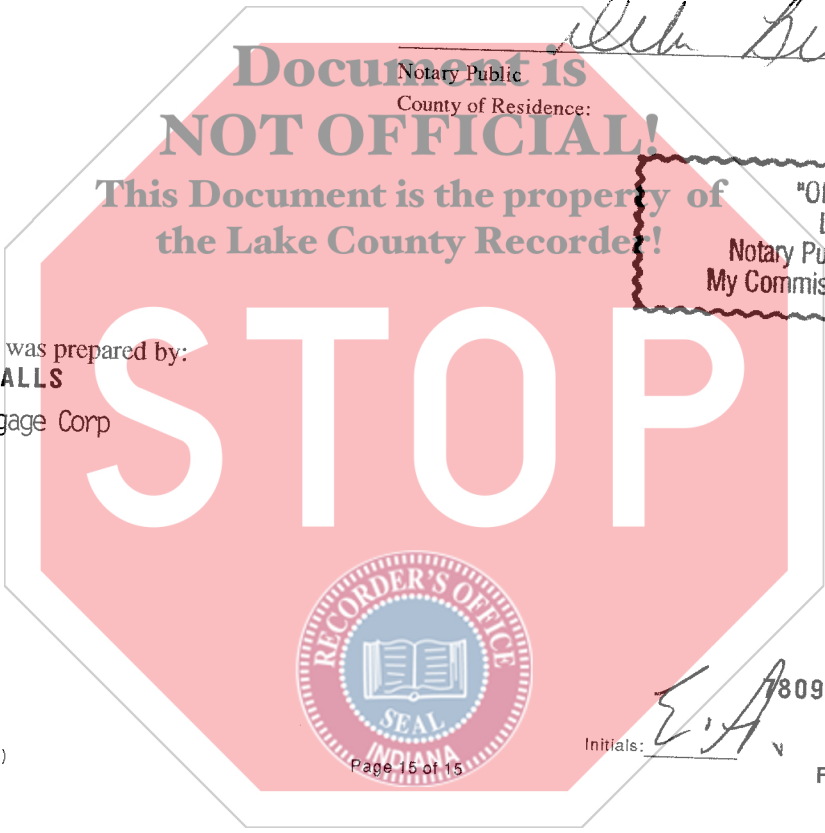 Document is
Notary Public
County of Residence:
NOT OFFICIAL!
This Document is the property of
the Lake County Recorder!
"Of
L
Notary Pu
My Commis
was prepared by:
ALLS
gage Corp
STOP
RECORDER'S OFFICE
SEAL
INDIANA
7809
Initials: E.A.
)
Page 15 of 15
F